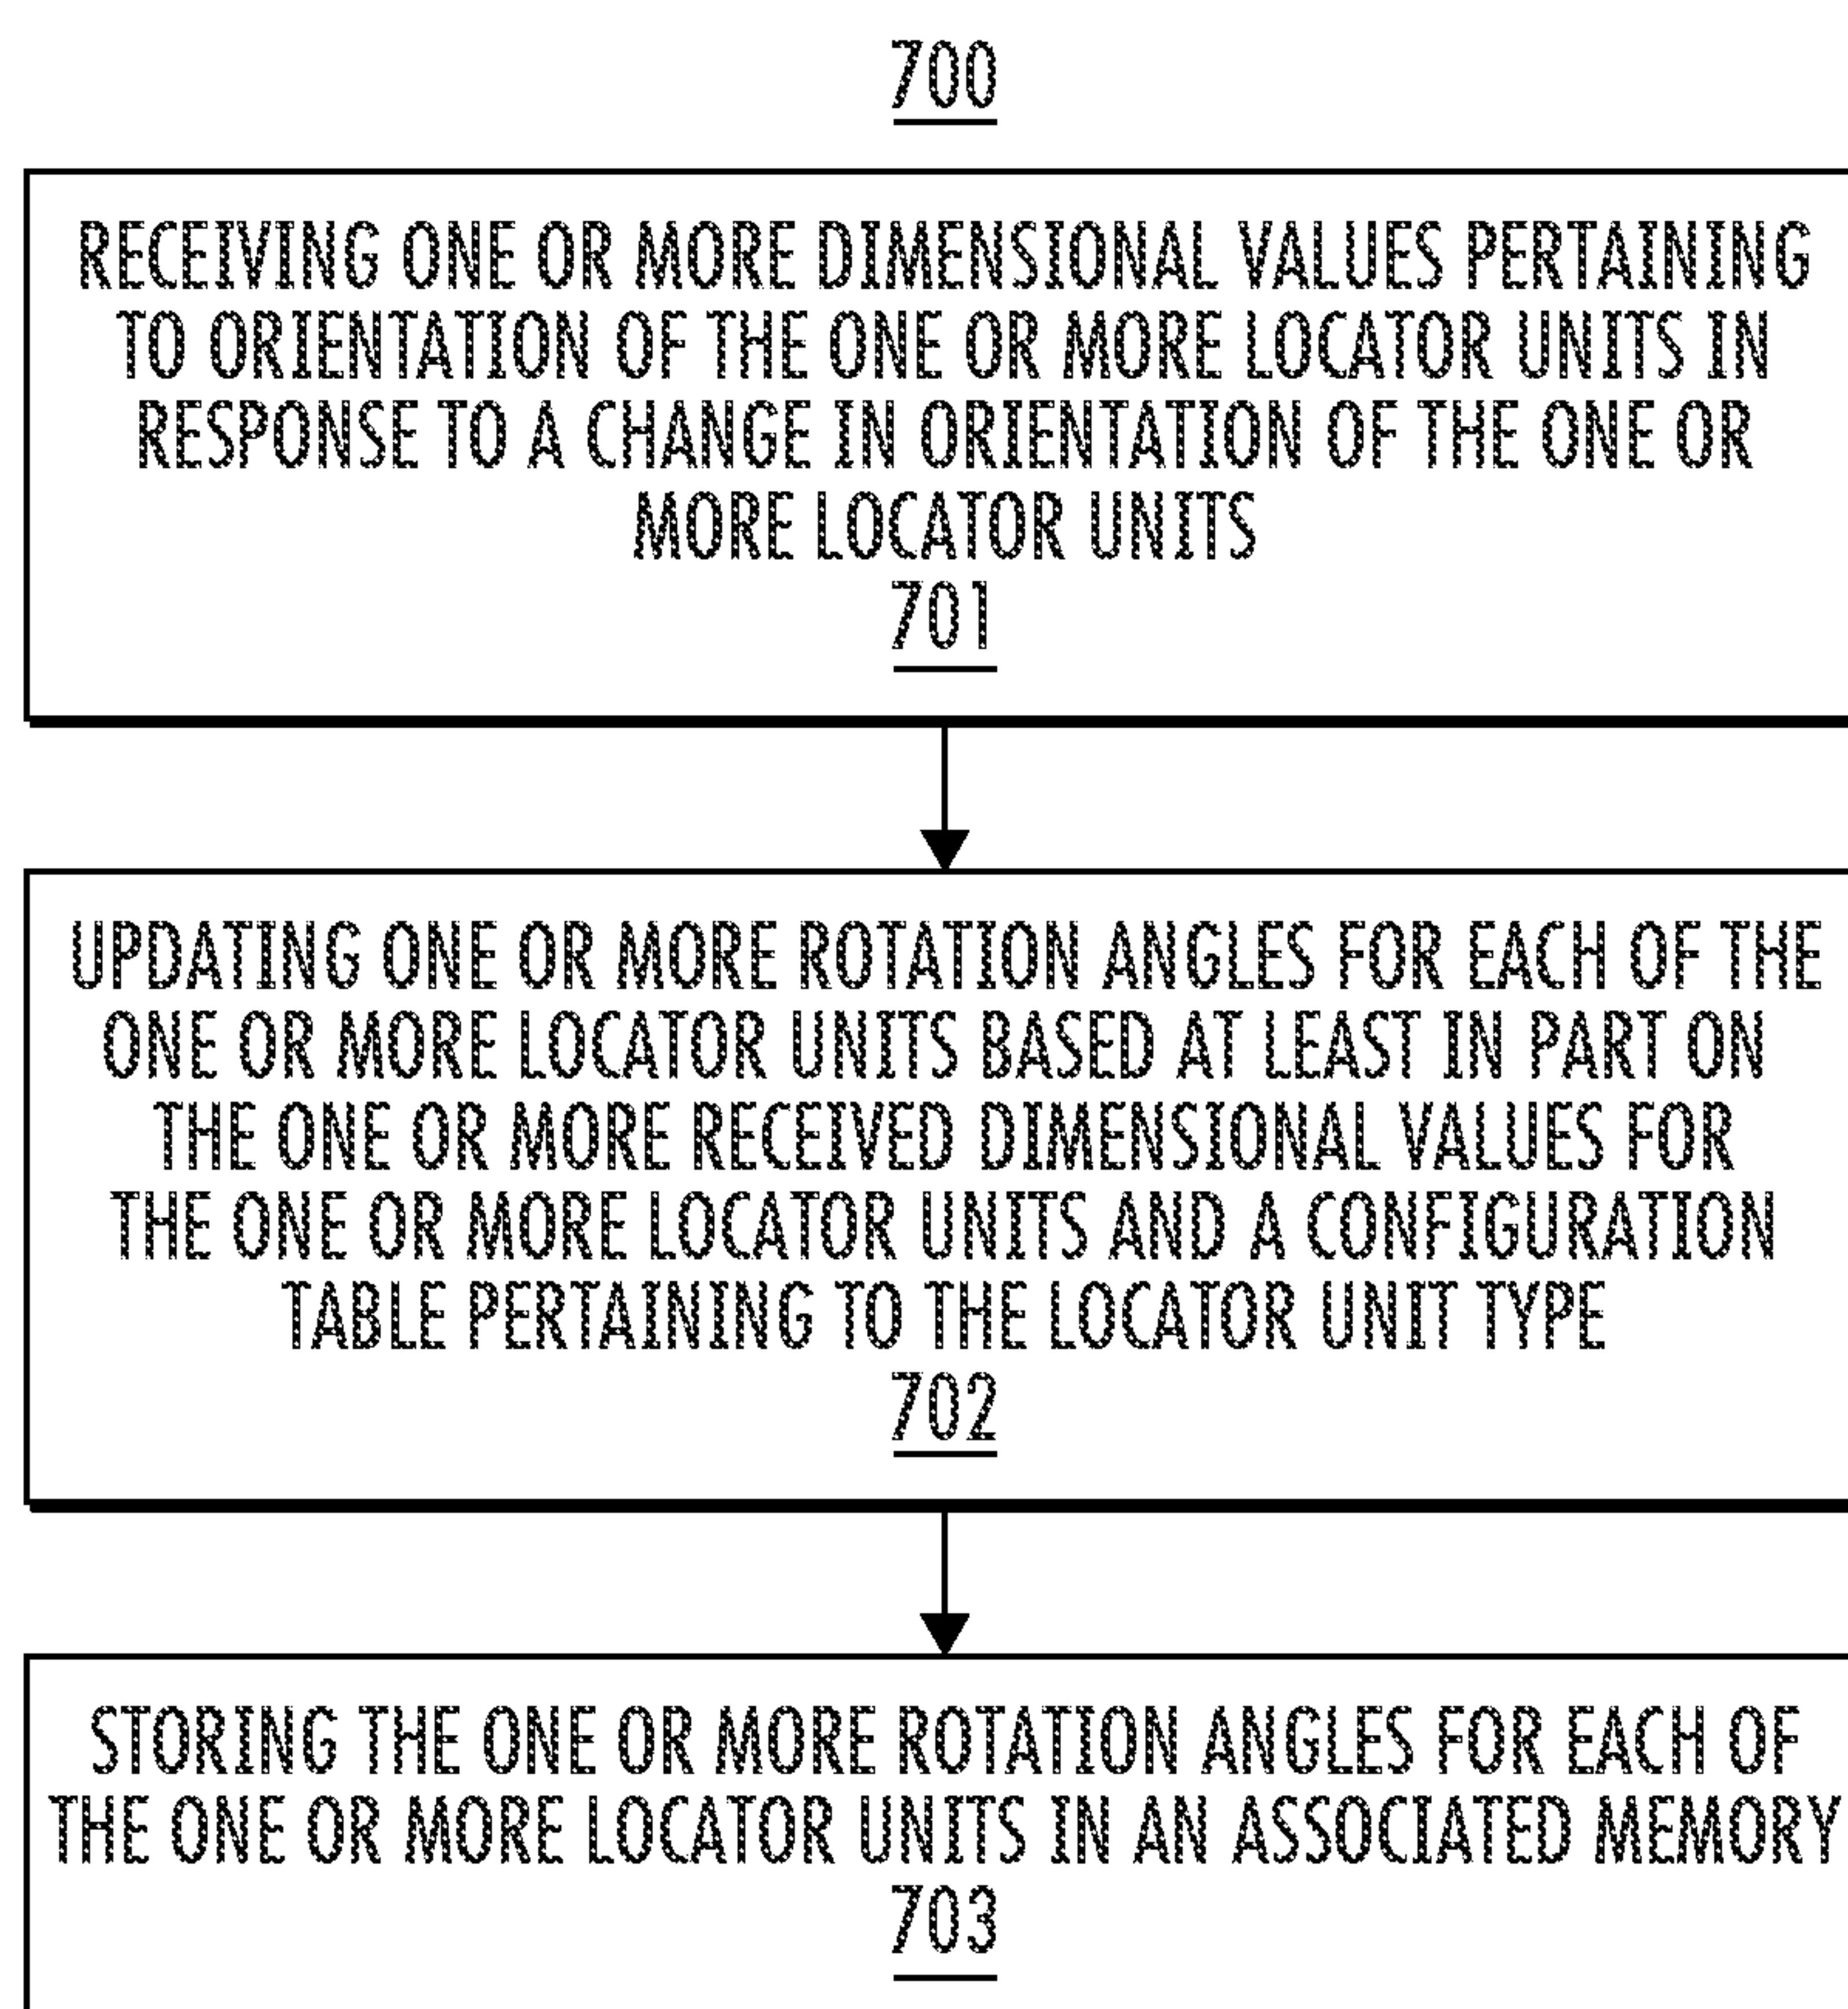 700
RECEIVING ONE OR MORE DIMENSIONAL VALUES PERTAINING
TO ORIENTATION OF THE ONE OR MORE LOCATOR UNITS IN
RESPONSE TO A CHANGE IN ORIENTATION OF THE ONE OR
MORE LOCATOR UNITS
701
UPDATING ONE OR MORE ROTATION ANGLES FOR EACH OF THE
ONE OR MORE LOCATOR UNITS BASED AT LEAST IN PART ON
THE ONE OR MORE RECEIVED DIMENSIONAL VALUES FOR
THE ONE OR MORE LOCATOR UNITS AND A CONFIGURATION
TABLE PERTAINING TO THE LOCATOR UNIT TYPE
702
STORING THE ONE OR MORE ROTATION ANGLES FOR EACH OF
THE ONE OR MORE LOCATOR UNITS IN AN ASSOCIATED MEMORY
703